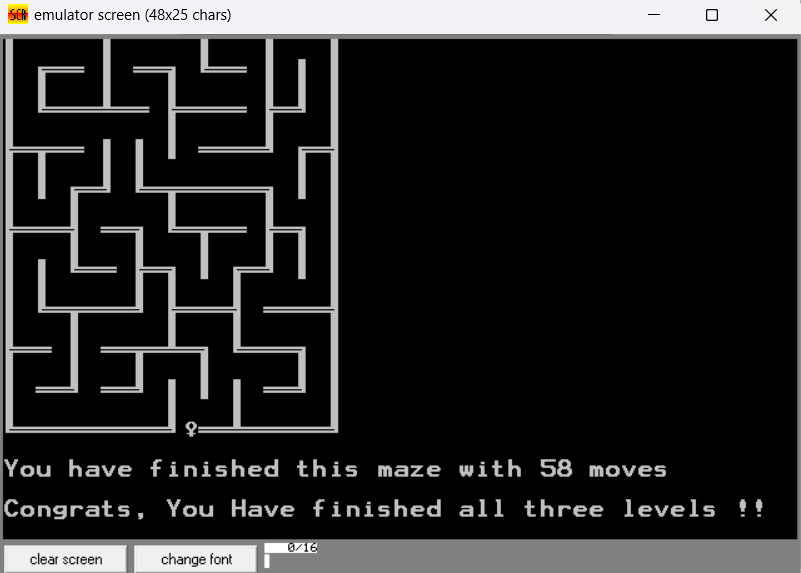 SCR emulator screen (48x25 chars)
You have finished this maze with 58 moves
Congrats, You Have finished all three levels !!
clear screen change font 0/16